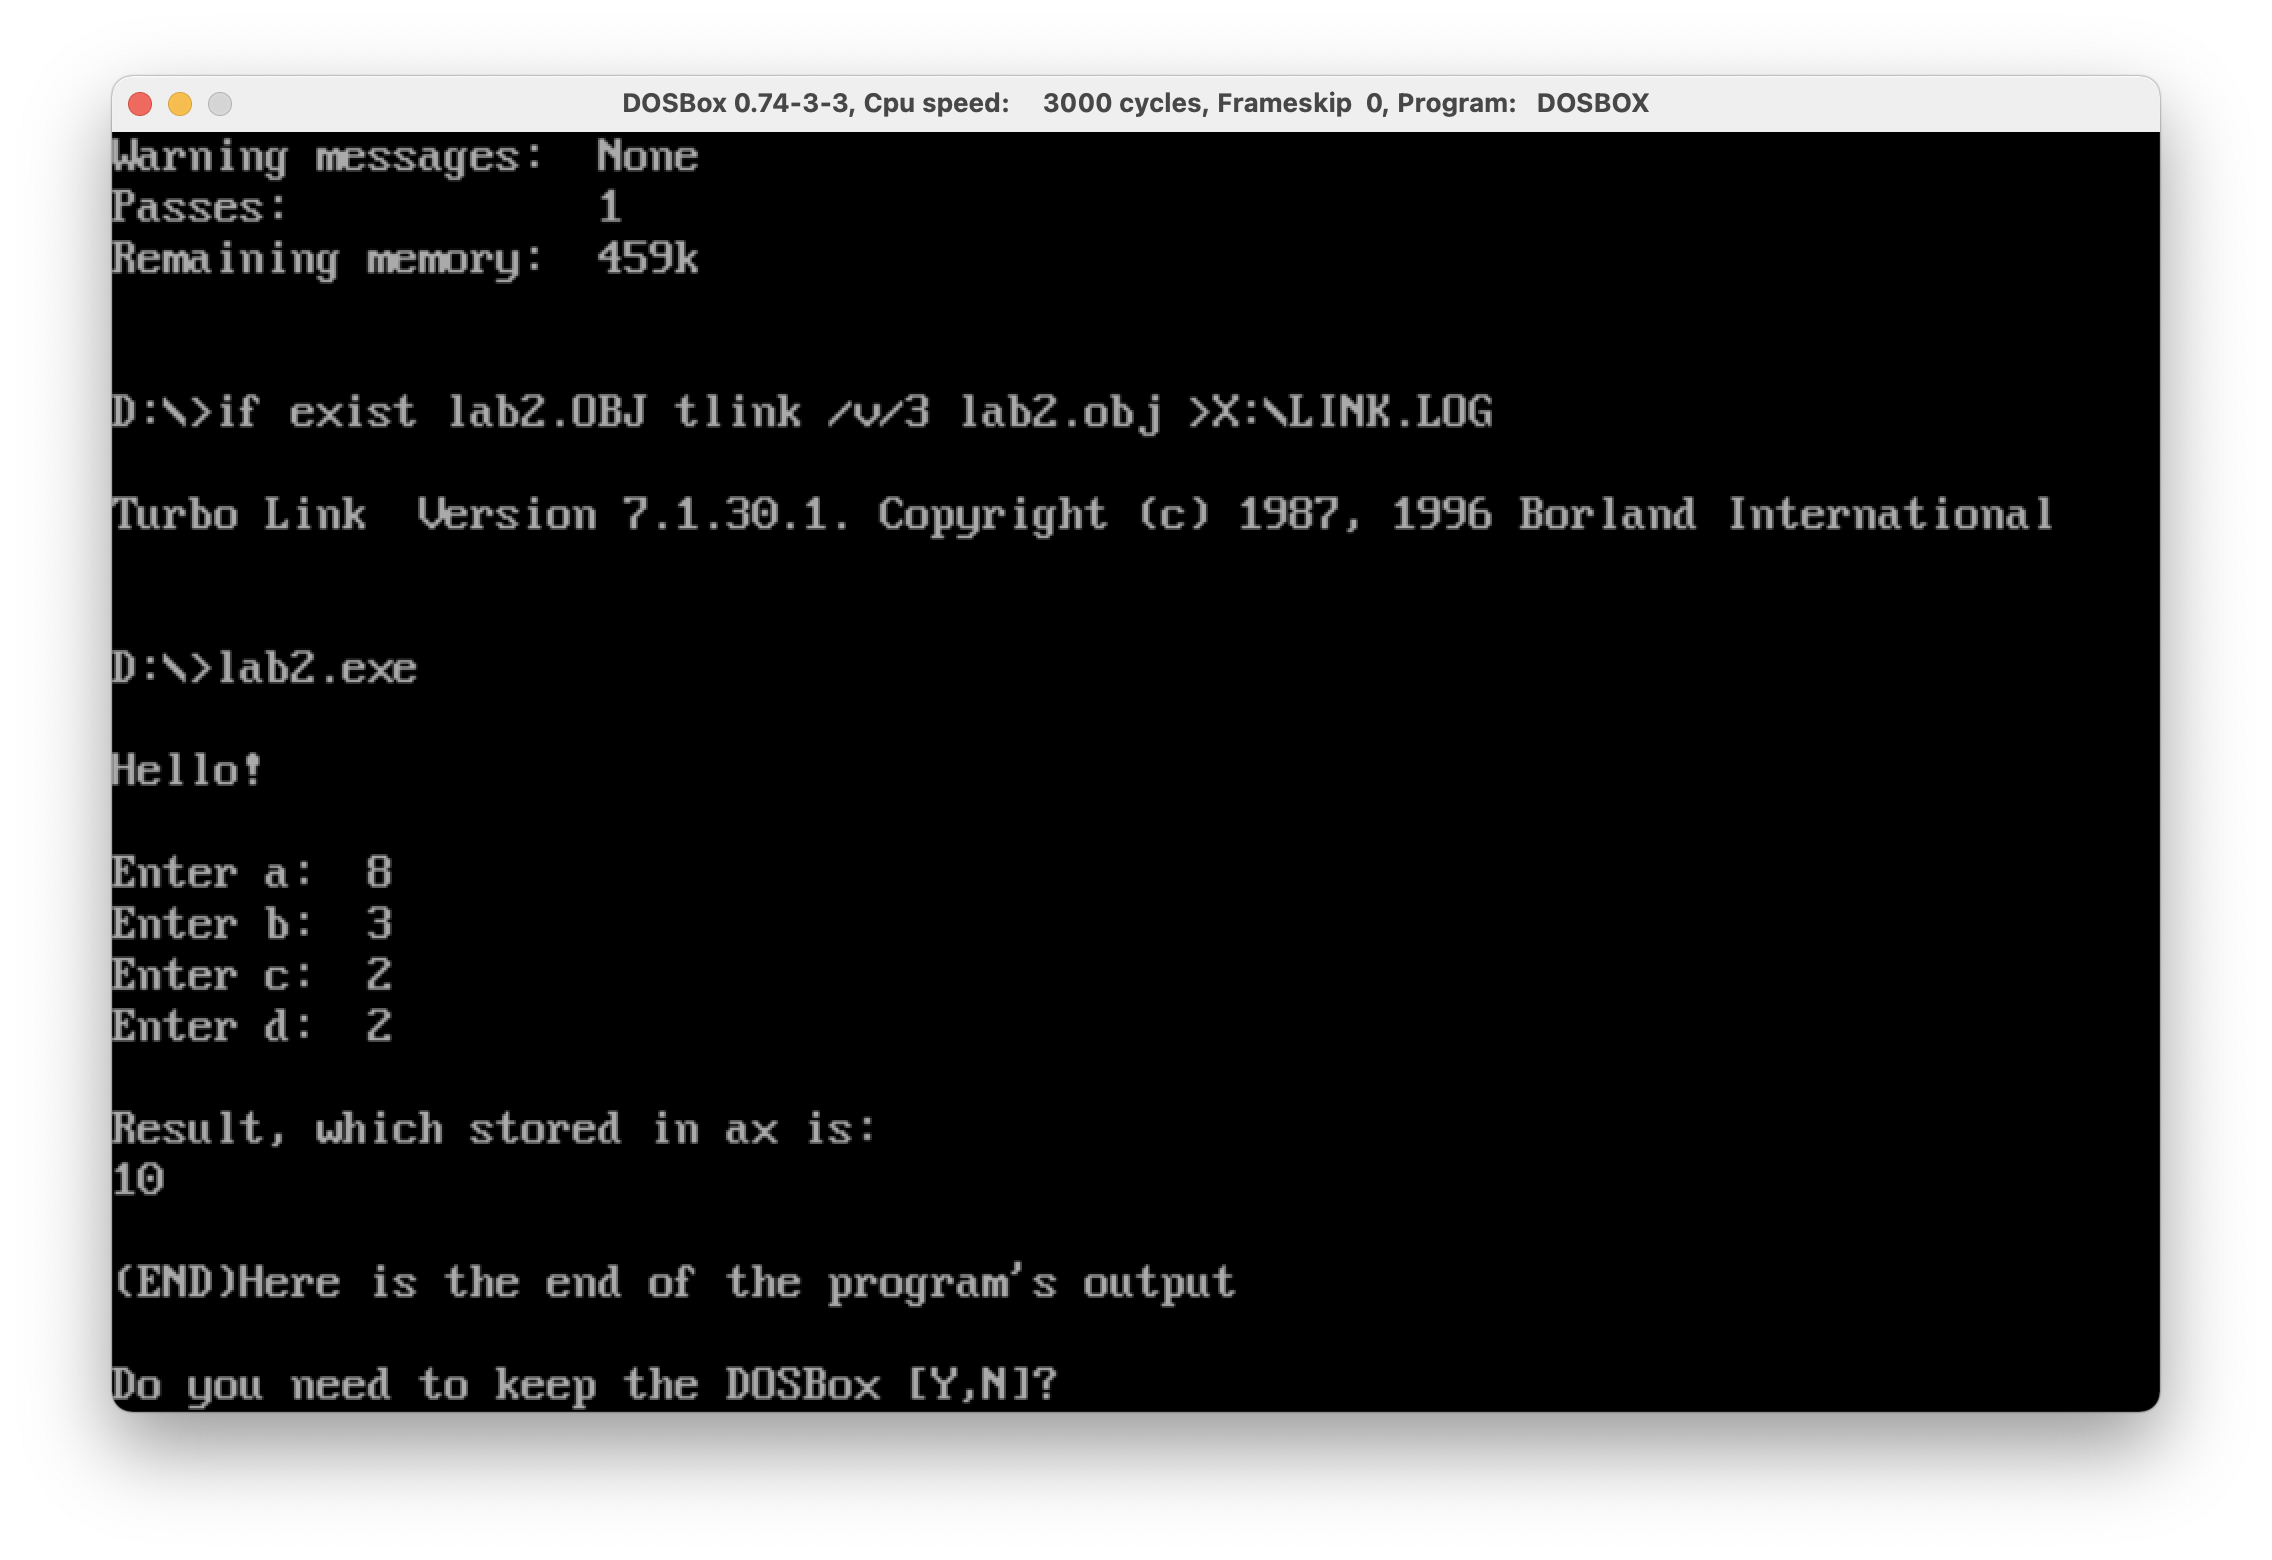 DOSBox 0.74-3-3, Cpu speed:    3000 cycles, Frameskip  0, Program:   DOSBOX
Warning messages:  None
Passes:            1
Remaining memory:  459k
D:\>if exist lab2.OBJ tlink /v/3 lab2.obj >X:\LINK.LOG
Turbo Link  Version 7.1.30.1. Copyright (c) 1987, 1996 Borland International
D:\>lab2.exe
Hello!
Enter a:  8
Enter b:  3
Enter c:  2
Enter d:  2
Result, which stored in ax is:
10
(END)Here is the end of the program's output
Do you need to keep the DOSBox [Y,N]?